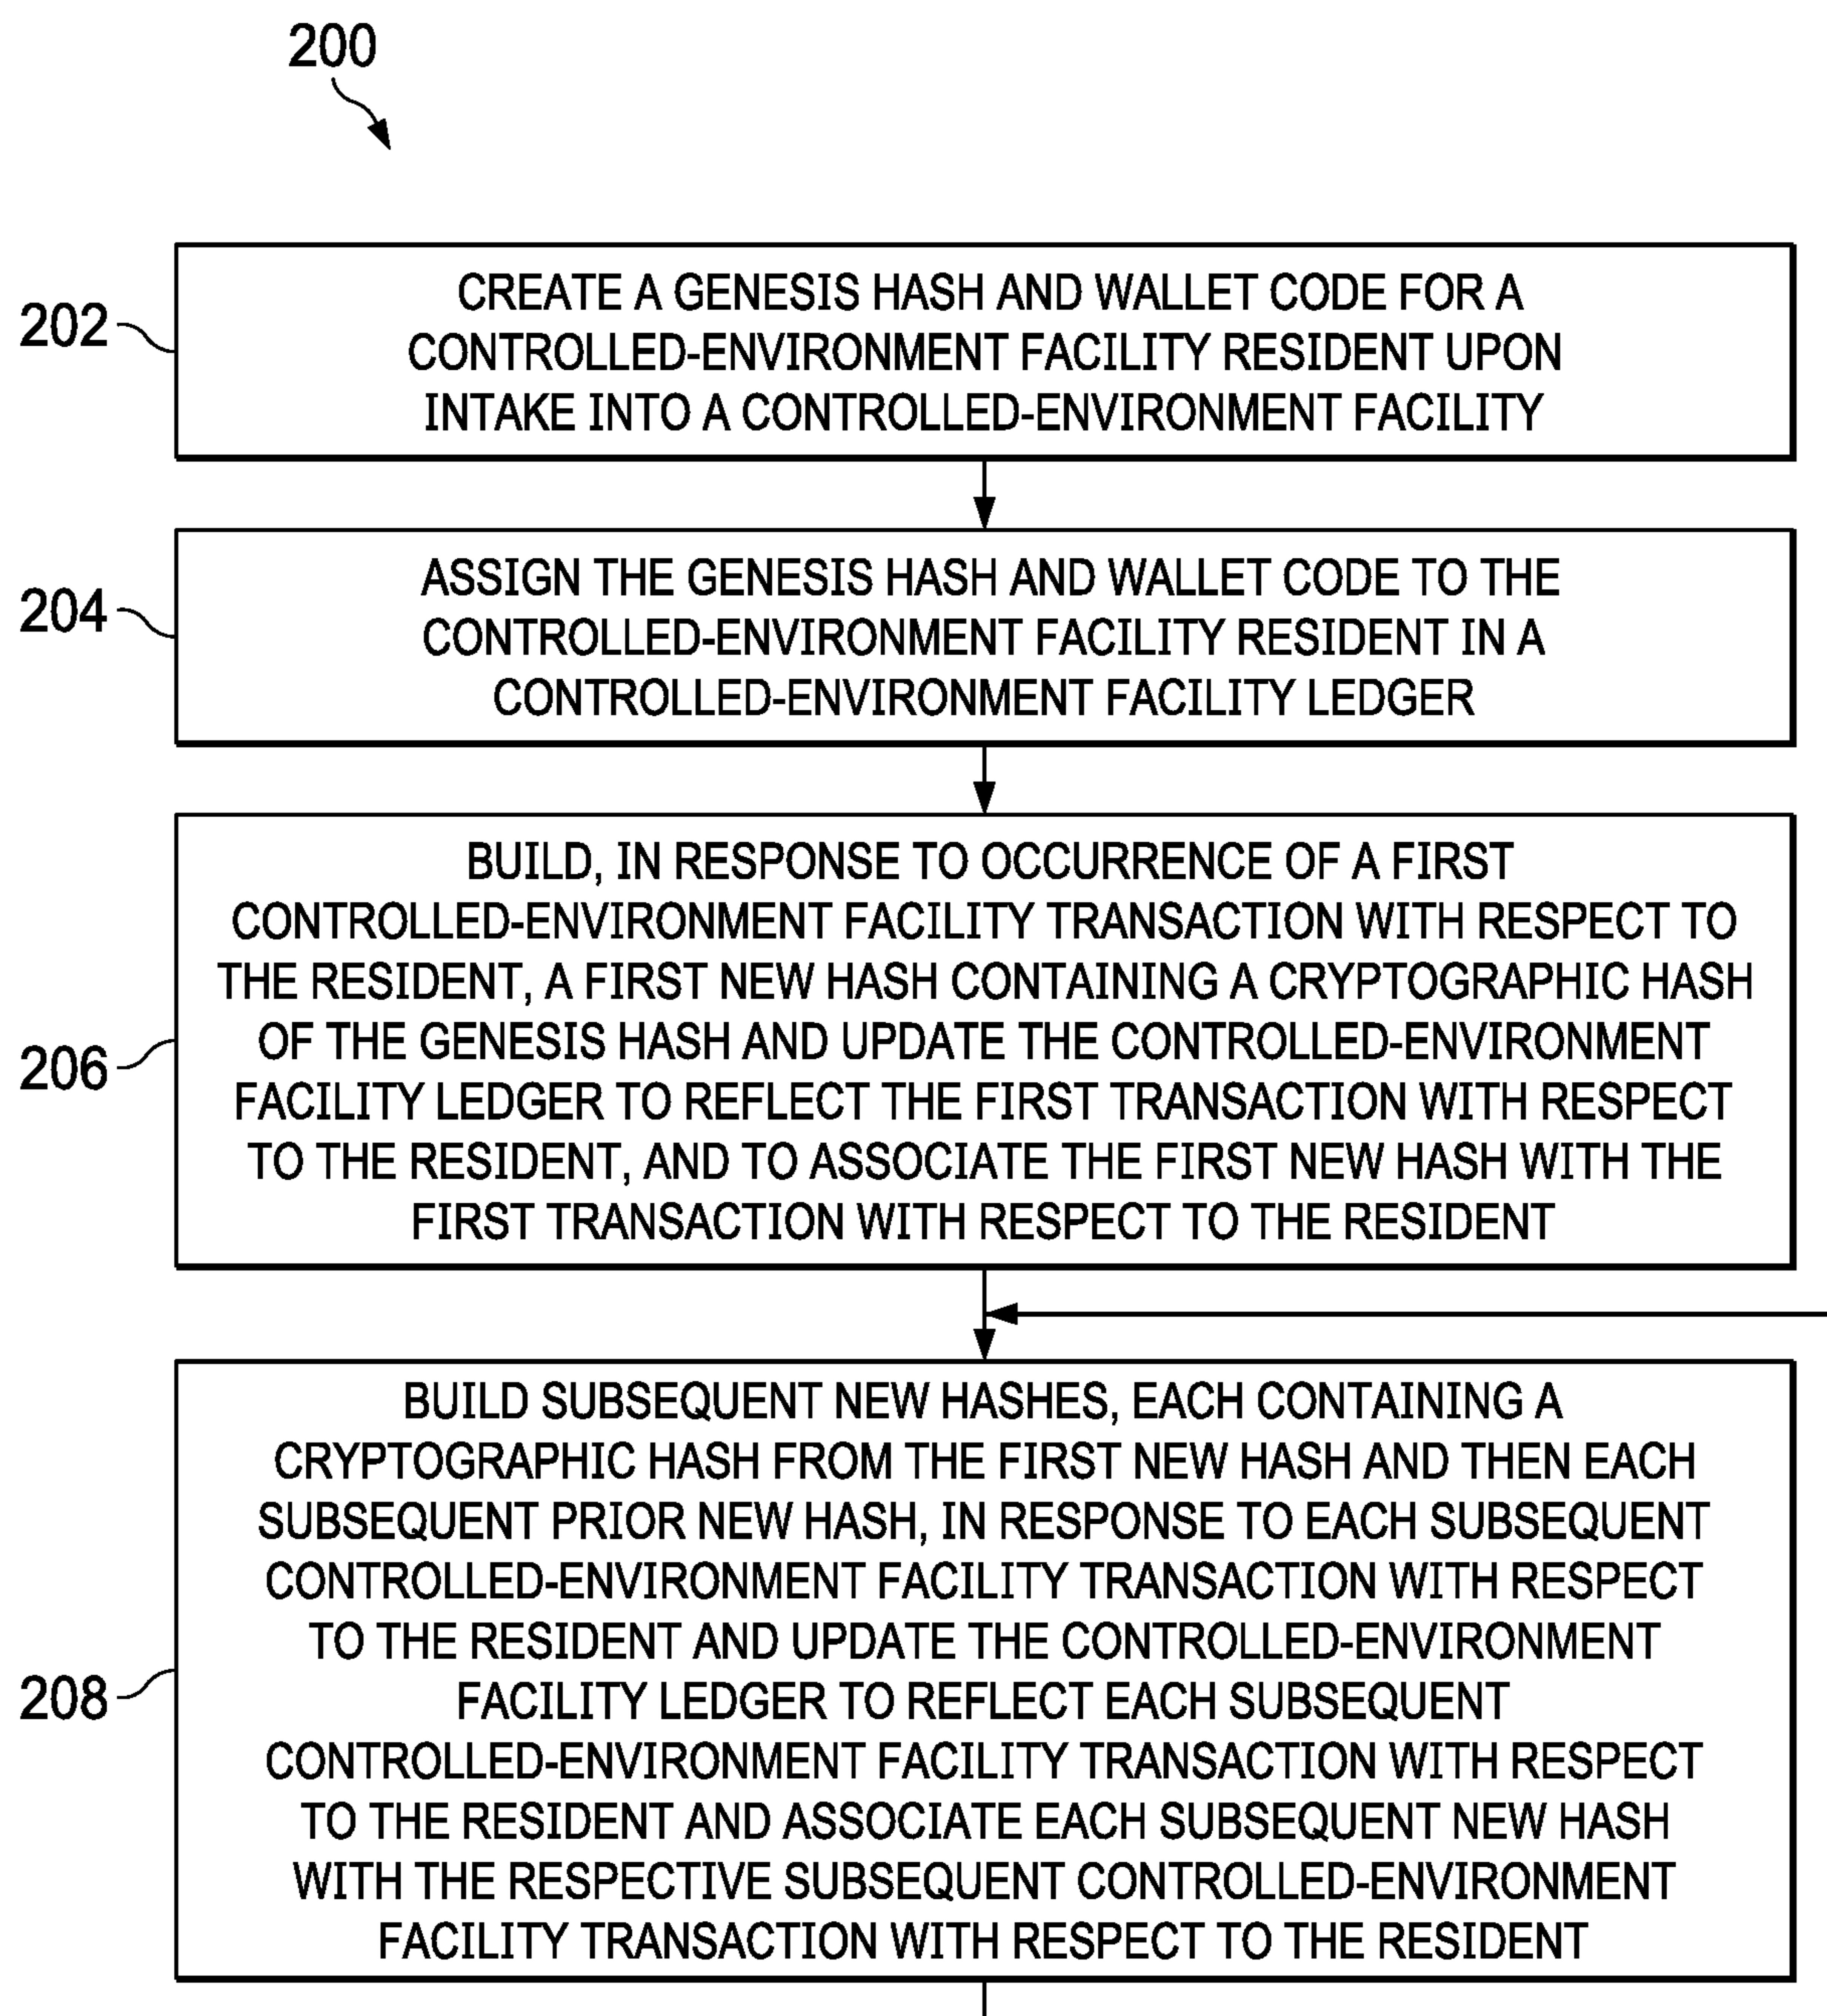 200
202
CREATE A GENESIS HASH AND WALLET CODE FOR A
CONTROLLED-ENVIRONMENT FACILITY RESIDENT UPON
INTAKE INTO A CONTROLLED-ENVIRONMENT FACILITY
204
ASSIGN THE GENESIS HASH AND WALLET CODE TO THE
CONTROLLED-ENVIRONMENT FACILITY RESIDENT IN A
CONTROLLED-ENVIRONMENT FACILITY LEDGER
206
BUILD, IN RESPONSE TO OCCURRENCE OF A FIRST
CONTROLLED-ENVIRONMENT FACILITY TRANSACTION WITH RESPECT TO
THE RESIDENT, A FIRST NEW HASH CONTAINING A CRYPTOGRAPHIC HASH
OF THE GENESIS HASH AND UPDATE THE CONTROLLED-ENVIRONMENT
FACILITY LEDGER TO REFLECT THE FIRST TRANSACTION WITH RESPECT
TO THE RESIDENT, AND TO ASSOCIATE THE FIRST NEW HASH WITH THE
FIRST TRANSACTION WITH RESPECT TO THE RESIDENT
208
BUILD SUBSEQUENT NEW HASHES, EACH CONTAINING A
CRYPTOGRAPHIC HASH FROM THE FIRST NEW HASH AND THEN EACH
SUBSEQUENT PRIOR NEW HASH, IN RESPONSE TO EACH SUBSEQUENT
CONTROLLED-ENVIRONMENT FACILITY TRANSACTION WITH RESPECT
TO THE RESIDENT AND UPDATE THE CONTROLLED-ENVIRONMENT
FACILITY LEDGER TO REFLECT EACH SUBSEQUENT
CONTROLLED-ENVIRONMENT FACILITY TRANSACTION WITH RESPECT
TO THE RESIDENT AND ASSOCIATE EACH SUBSEQUENT NEW HASH
WITH THE RESPECTIVE SUBSEQUENT CONTROLLED-ENVIRONMENT
FACILITY TRANSACTION WITH RESPECT TO THE RESIDENT